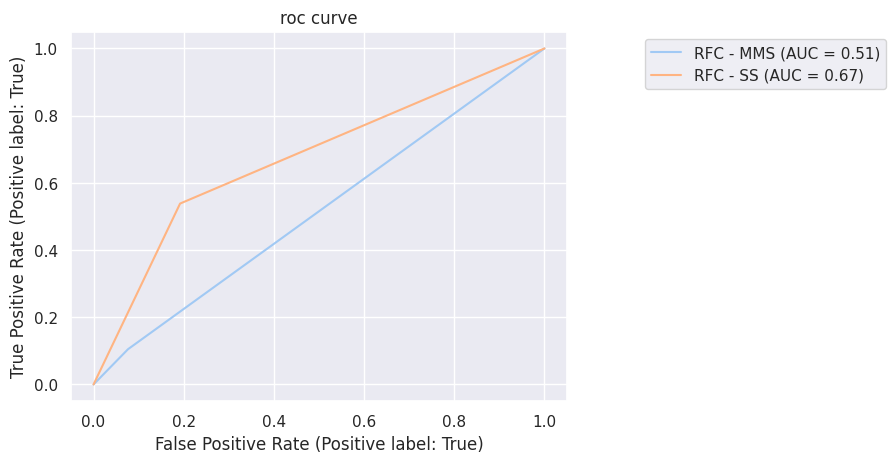 roc curve
RFC - MMS (AUC = 0.51)
RFC - SS (AUC = 0.67)
True Positive Rate (Positive label: True)
1.0
0.8
0.6
0.4
0.2
0.0
0.0 0.2 0.4 0.6 0.8 1.0
False Positive Rate (Positive label: True)